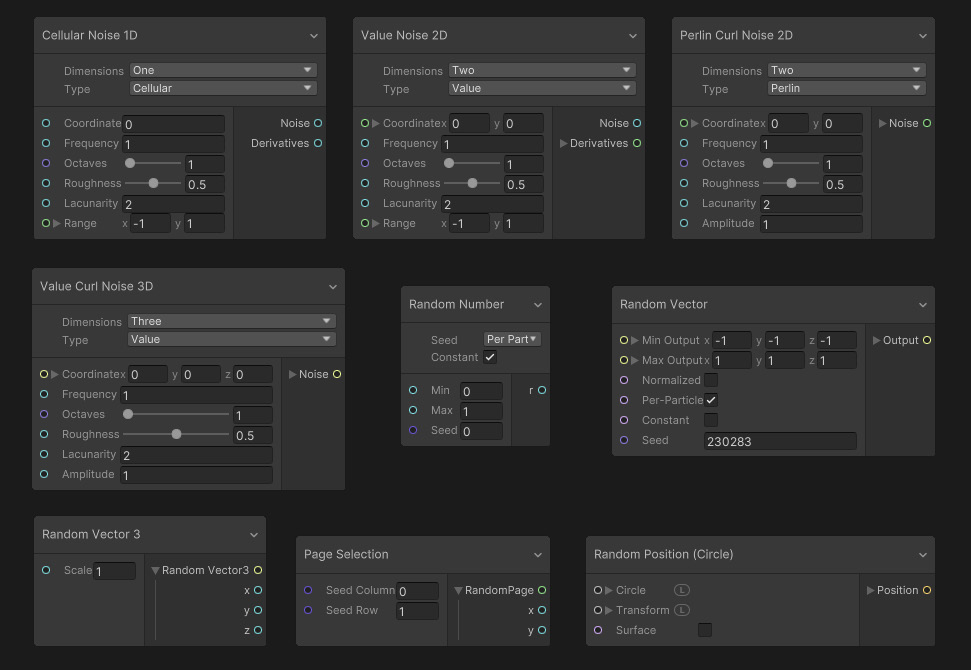 Cellular Noise 1D
Dimensions One
Type Cellular
Coordinate 0 Noise
Frequency 1 Derivatives
Octaves 1
Roughness 0.5
Lacunarity 2
Range x -1 y 1
Value Noise 2D
Dimensions Two
Type Value
Coordinate x 0 y 0 Noise
Frequency 1 Derivatives
Octaves 1
Roughness 0.5
Lacunarity 2
Range x -1 y 1
Perlin Curl Noise 2D
Dimensions Two
Type Perlin
Coordinate x 0 y 0 Noise
Frequency 1
Octaves 1
Roughness 0.5
Lacunarity 2
Amplitude 1
Value Curl Noise 3D
Dimensions Three
Type Value
Coordinate x 0 y 0 z 0 Noise
Frequency 1
Octaves 1
Roughness 0.5
Lacunarity 2
Amplitude 1
Random Number
Seed Per Part
Constant
Min 0 r
Max 1
Seed 0
Random Vector
Min Output x -1 y -1 z -1 Output
Max Output x 1 y 1 z 1
Normalized
Per-Particle
Constant
Seed 230283
Random Vector 3
Scale 1 Random Vector3
x
y
z
Page Selection
Seed Column 0 RandomPage
Seed Row 1 x
y
Random Position (Circle)
Circle L Position
Transform L
Surface